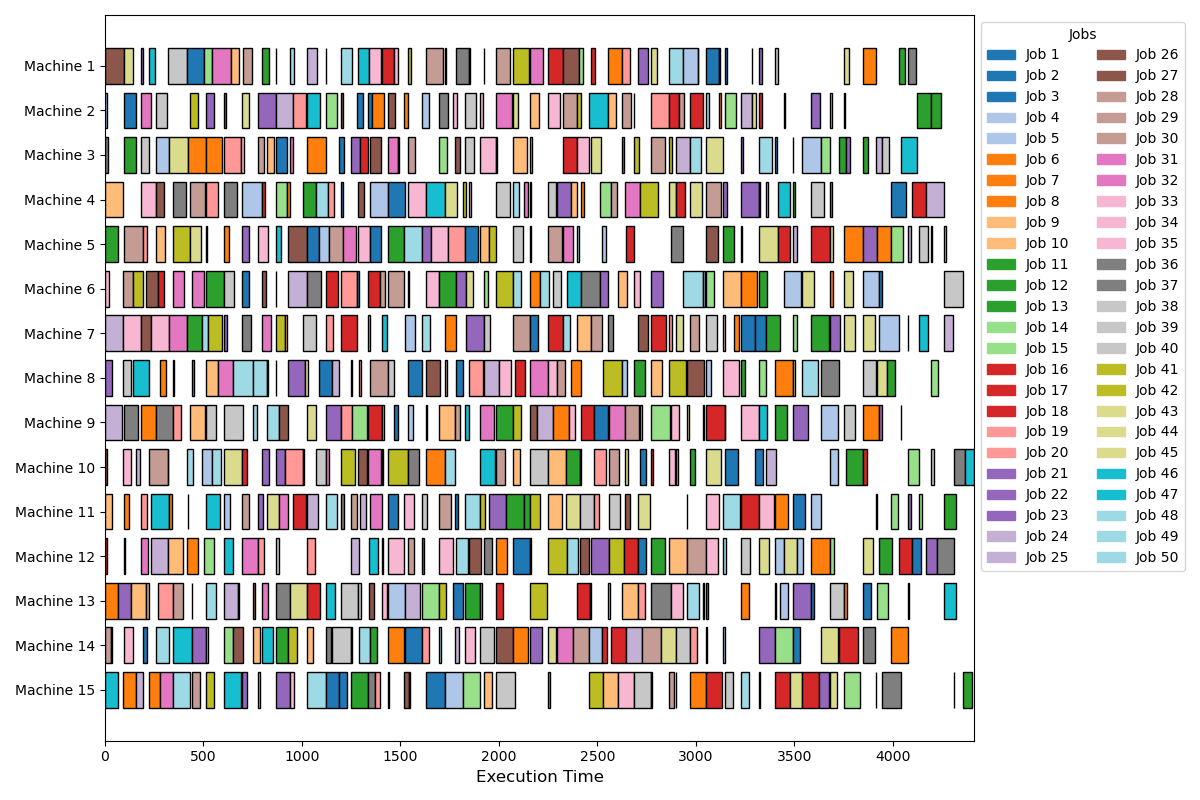 Machine 1
Machine 2
Machine 3
Machine 4
Machine 5
Machine 6
Machine 7
Machine 8
Machine 9
Machine 10
Machine 11
Machine 12
Machine 13
Machine 14
Machine 15
0 500 1000 1500 2000 2500 3000 3500 4000
Execution Time
Jobs
Job 1 Job 26
Job 2 Job 27
Job 3 Job 28
Job 4 Job 29
Job 5 Job 30
Job 6 Job 31
Job 7 Job 32
Job 8 Job 33
Job 9 Job 34
Job 10 Job 35
Job 11 Job 36
Job 12 Job 37
Job 13 Job 38
Job 14 Job 39
Job 15 Job 40
Job 16 Job 41
Job 17 Job 42
Job 18 Job 43
Job 19 Job 44
Job 20 Job 45
Job 21 Job 46
Job 22 Job 47
Job 23 Job 48
Job 24 Job 49
Job 25 Job 50